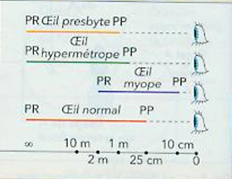 PR Œil presbyte PP
PR Œil hypermétrope PP
PR Œil myope PP
PR Œil normal PP
∞ 10 m 1 m 10 cm
2 m 25 cm 0